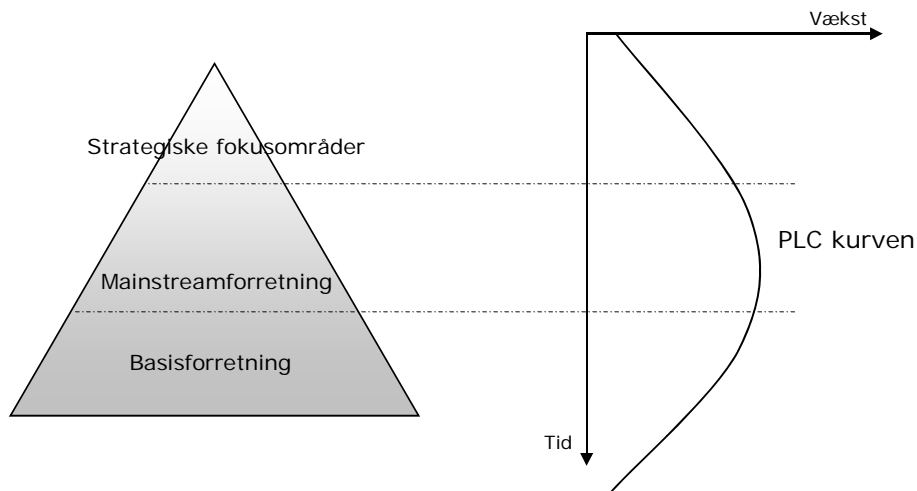 Vækst
Strategiske fokusområder
PLC kurven
Mainstreamforretning
Basisforretning
Tid